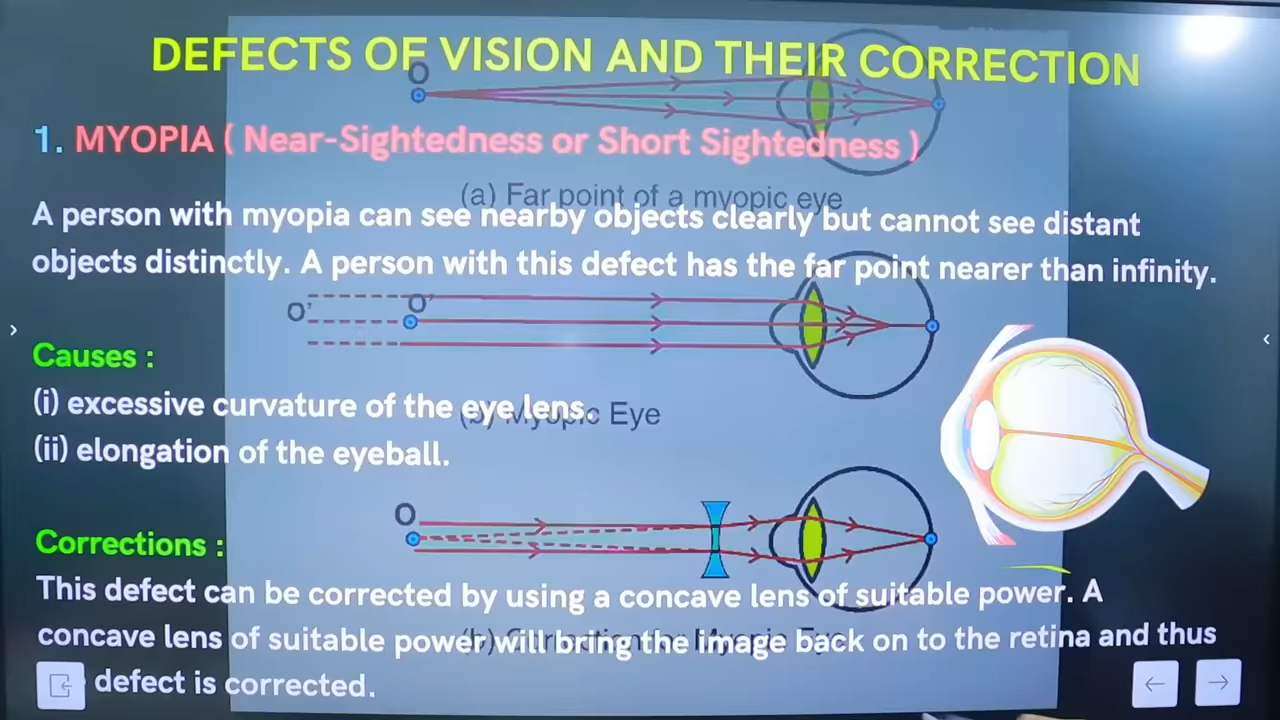 DEFECTS OF VISION AND THEIR CORRECTION
O
1. MYOPIA ( Near-Sightedness or Short Sightedness )
(a) Far point of a myopic eye
A person with myopia can see nearby objects clearly but cannot see distant
objects distinctly. A person with this defect has the far point nearer than infinity.
O' O'
Causes :
(i) excessive curvature of the eye lens.
(b) Myopic Eye
(ii) elongation of the eyeball.
O
Corrections :
This defect can be corrected by using a concave lens of suitable power. A
concave lens of suitable power will bring the image back on to the retina and thus
defect is corrected.